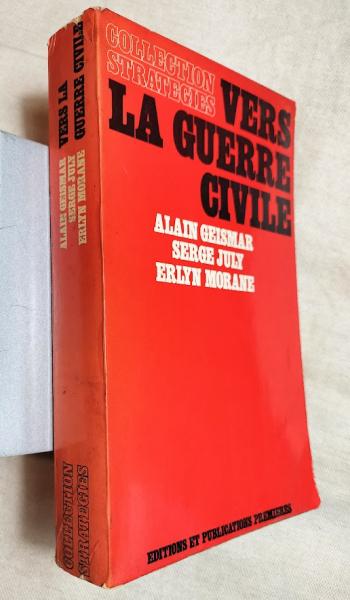 COLLECTION
STRATEGIES
VERS
LA GUERRE
CIVILE
ALAIN GEISMAR
SERGE JULY
ERLYN MORANE
EDITIONS ET PUBLICATIONS PREMIERES
VERS LA
GUERRE CIVILE
ALAIN GEISMAR
SERGE JULY
ERLYN MORANE
COLLECTION
STRATEGIES